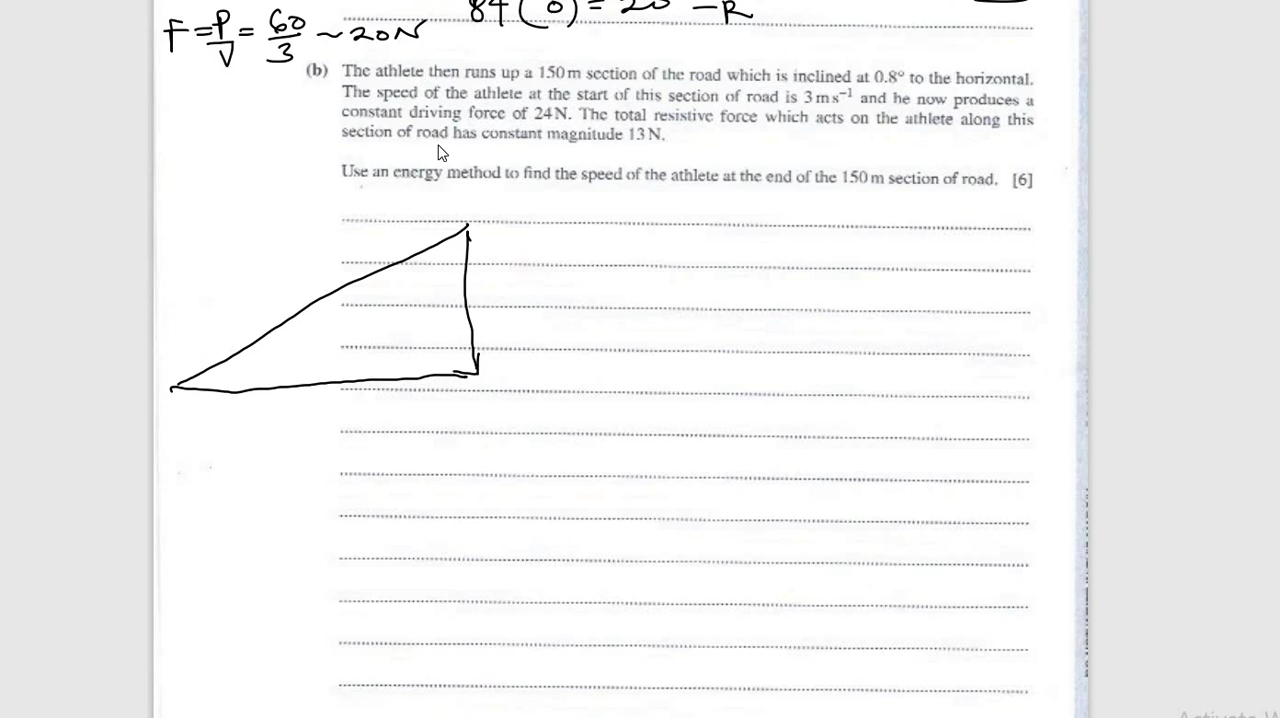 84 ( 0 ) = 20 - R
F = P/V = 60/3 ~ 20N
(b) The athlete then runs up a 150 m section of the road which is inclined at 0.8° to the horizontal.
The speed of the athlete at the start of this section of road is 3 m s⁻¹ and he now produces a
constant driving force of 24 N. The total resistive force which acts on the athlete along this
section of road has constant magnitude 13 N.
Use an energy method to find the speed of the athlete at the end of the 150 m section of road. [6]